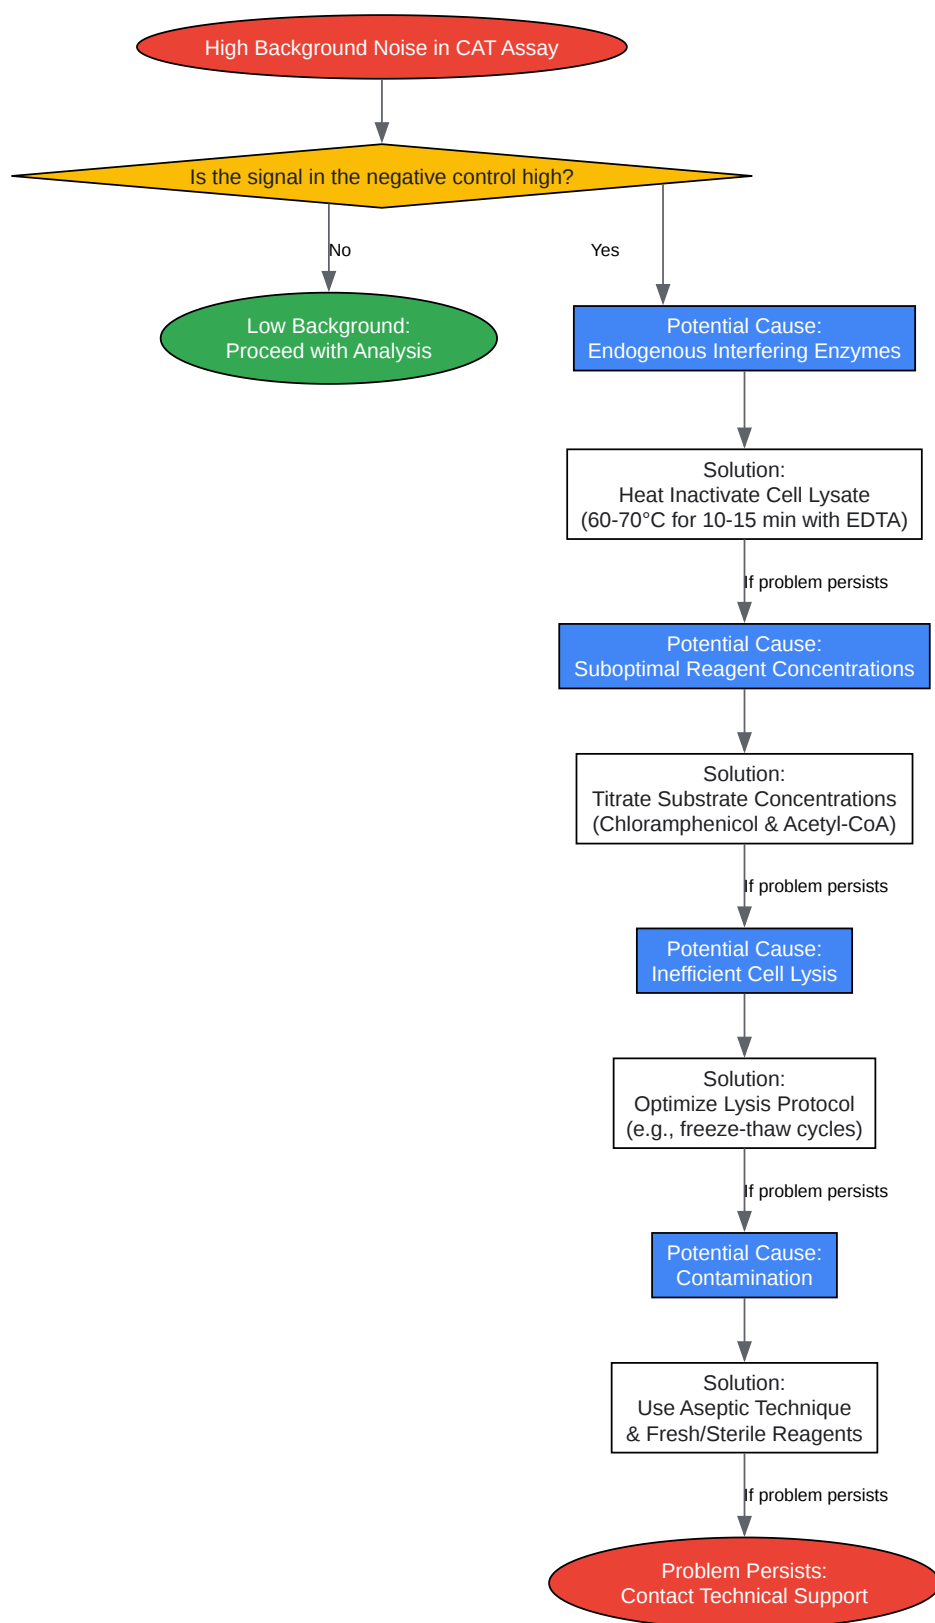 High Background Noise in CAT Assay
Is the signal in the negative control high?
No
Yes
Low Background:
Proceed with Analysis
Potential Cause:
Endogenous Interfering Enzymes
Solution:
Heat Inactivate Cell Lysate
(60-70°C for 10-15 min with EDTA)
If problem persists
Potential Cause:
Suboptimal Reagent Concentrations
Solution:
Titrate Substrate Concentrations
(Chloramphenicol & Acetyl-CoA)
If problem persists
Potential Cause:
Inefficient Cell Lysis
Solution:
Optimize Lysis Protocol
(e.g., freeze-thaw cycles)
If problem persists
Potential Cause:
Contamination
Solution:
Use Aseptic Technique
& Fresh/Sterile Reagents
If problem persists
Problem Persists:
Contact Technical Support